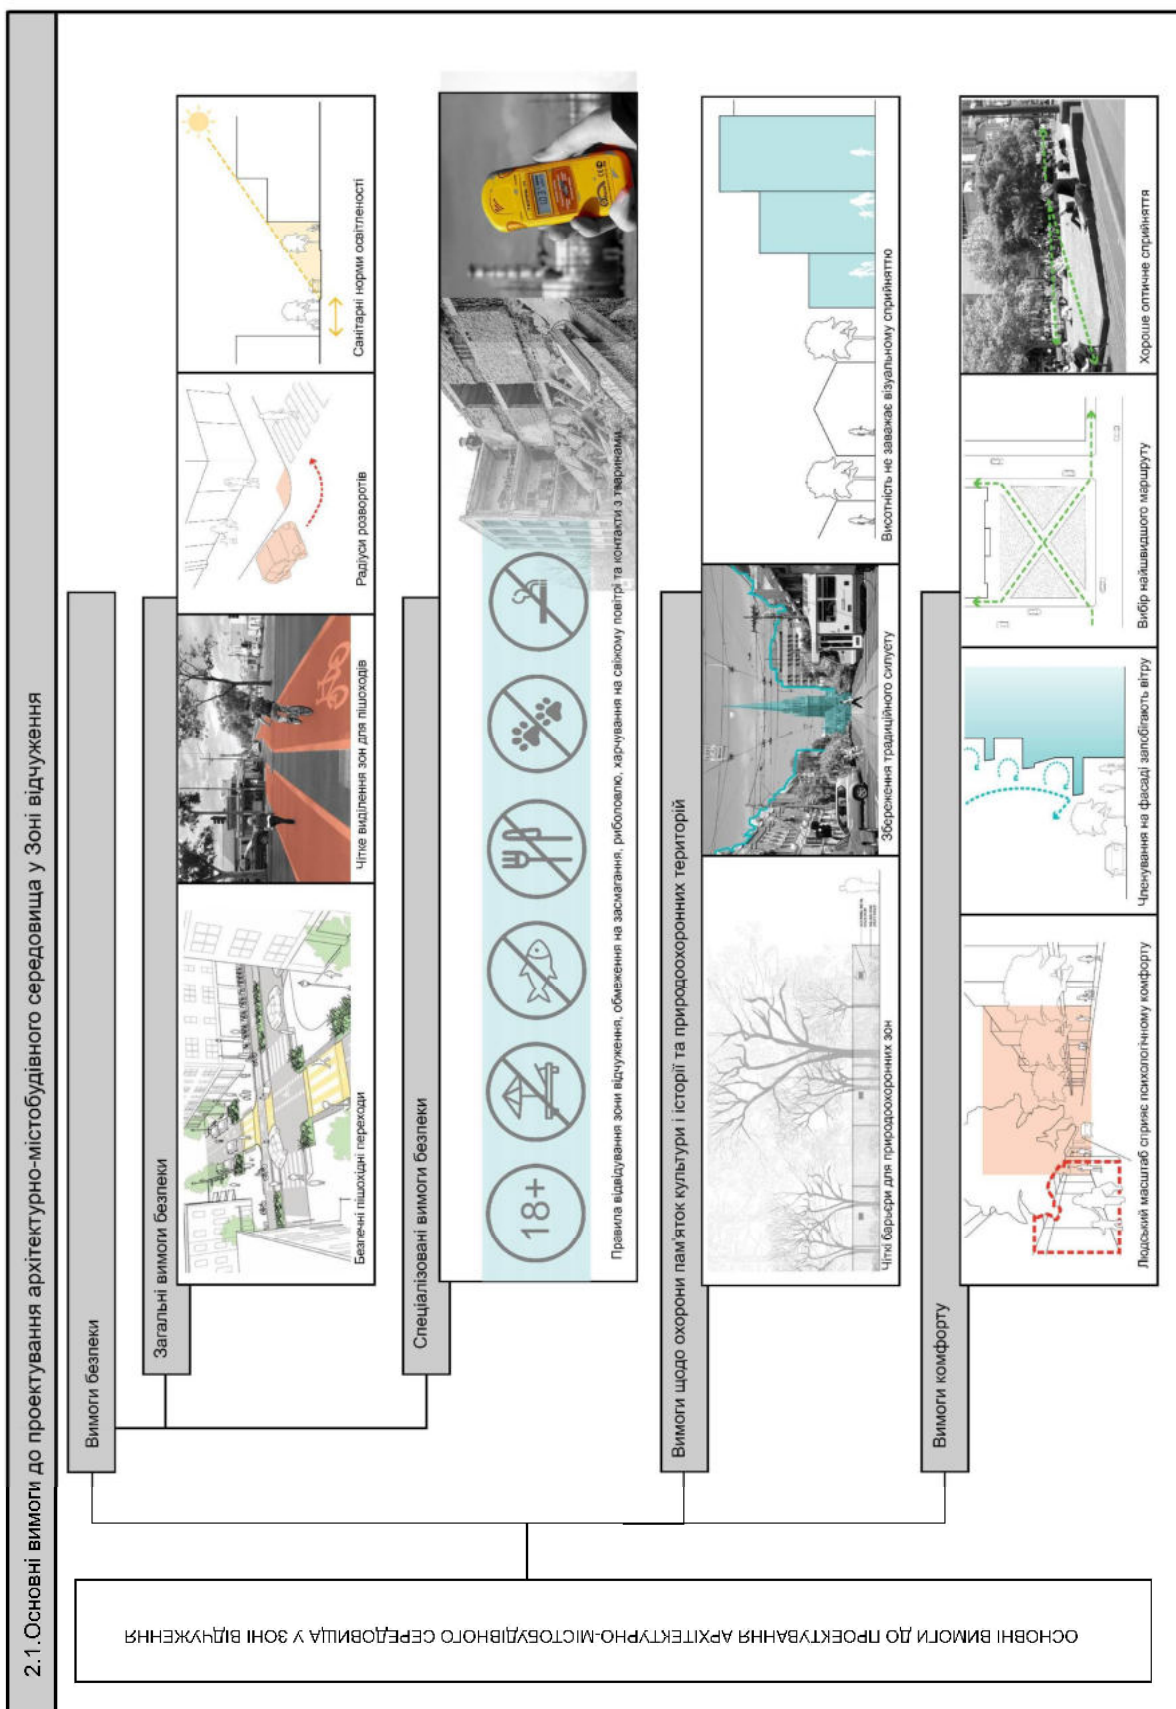 2.1.Основні вимоги до проектування архітектурно-містобудівного середовища у Зоні відчуження
ОСНОВНІ ВИМОГИ ДО ПРОЕКТУВАННЯ АРХІТЕКТУРНО-МІСТОБУДІВНОГО СЕРЕДОВИЩА У ЗОНІ ВІДЧУЖЕННЯ
Вимоги безпеки
Загальні вимоги безпеки
Безпечні пішохідні переходи
Чітке виділення зон для пішоходів
Радіуси розворотів
Санітарні норми освітленості
Спеціалізовані вимоги безпеки
18+
Правила відвідування зони відчуження, обмеження на засмагання, риболовлю, харчування на свіжому повітрі та контакти з тваринами
Вимоги щодо охорони пам'яток культури і історії та природоохоронних територій
Чіткі барьєри для природоохоронних зон
Збереження традиційного силуєту
Висотність не заважає візуальному сприйняттю
Вимоги комфорту
Людський масштаб сприяє психологічному комфорту
Членування на фасаді запобігають вітру
Вибір найшвидшого маршруту
Хороше оптичне сприйняття